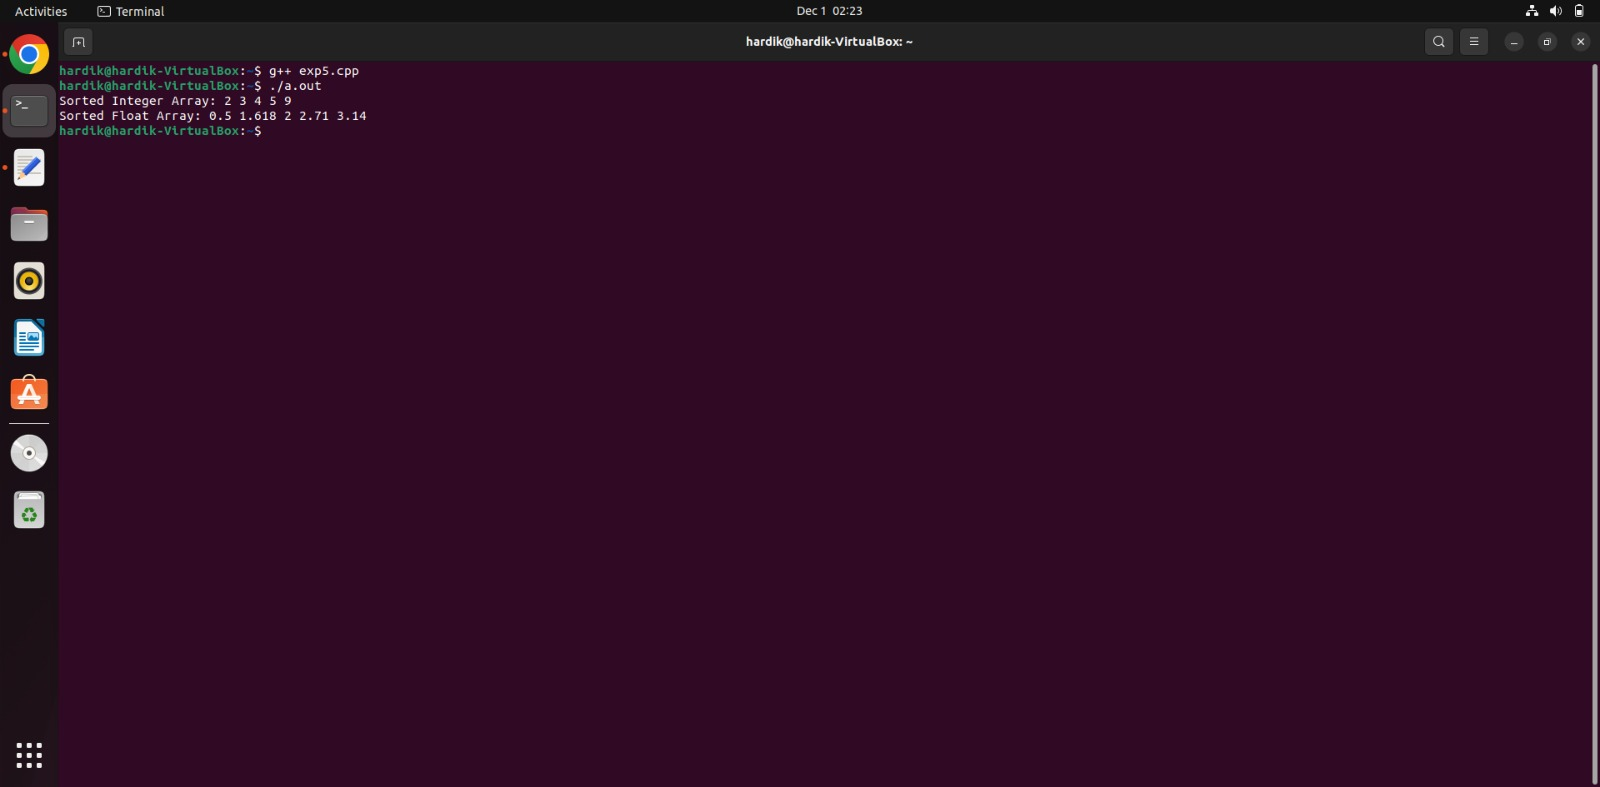 Activities Terminal Dec 1 02:23
hardik@hardik-VirtualBox: ~
hardik@hardik-VirtualBox:~$ g++ exp5.cpp
hardik@hardik-VirtualBox:~$ ./a.out
Sorted Integer Array: 2 3 4 5 9
Sorted Float Array: 0.5 1.618 2 2.71 3.14
hardik@hardik-VirtualBox:~$